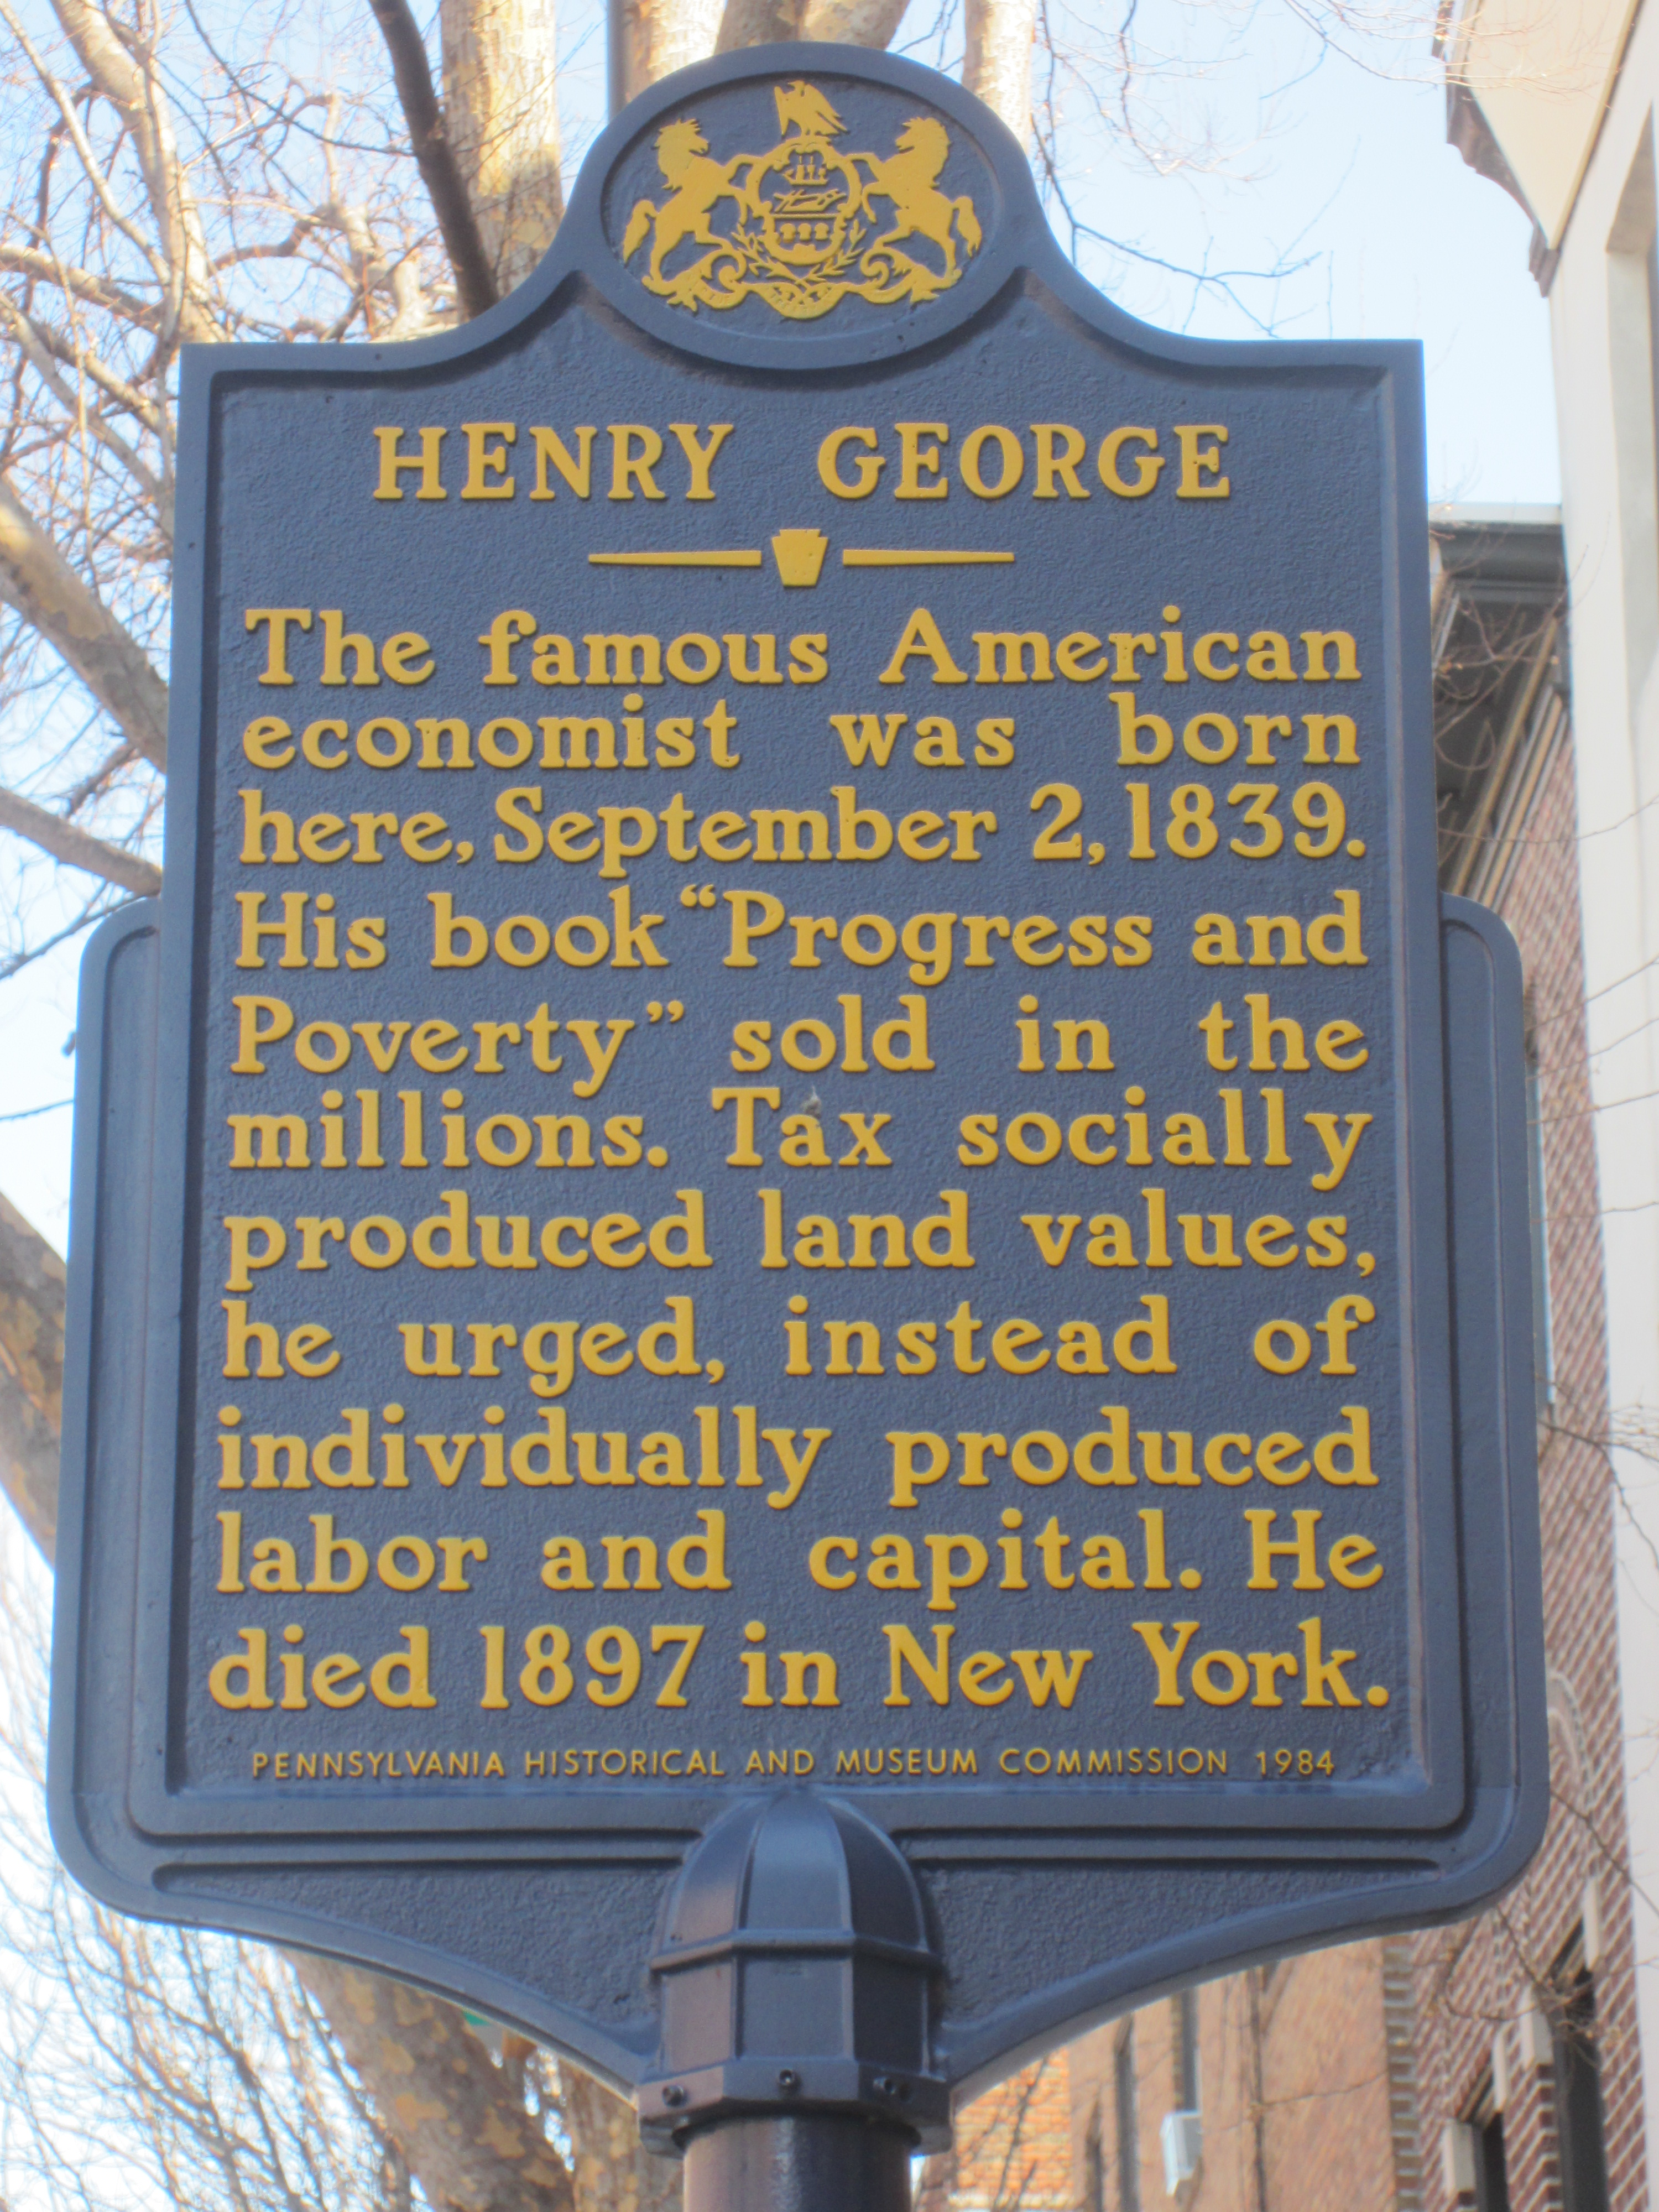 HENRY GEORGE
The famous American
economist was born
here, September 2, 1839.
His book “Progress and
Poverty” sold in the
millions. Tax socially
produced land values,
he urged, instead of
individually produced
labor and capital. He
died 1897 in New York.
PENNSYLVANIA HISTORICAL AND MUSEUM COMMISSION 1984